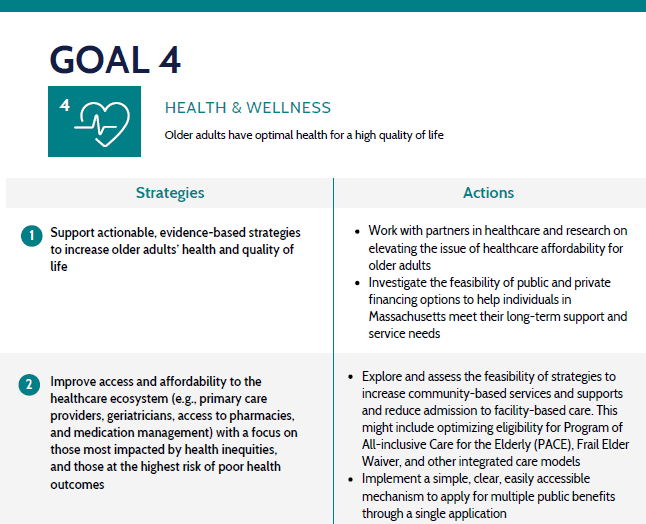 GOAL 4
4
HEALTH & WELLNESS
Older adults have optimal health for a high quality of life
Strategies
Actions
1
Support actionable, evidence-based strategies
to increase older adults' health and quality of
life
• Work with partners in healthcare and research on
elevating the issue of healthcare affordability for
older adults
• Investigate the feasibility of public and private
financing options to help individuals in
Massachusetts meet their long-term support and
service needs
2
Improve access and affordability to the
healthcare ecosystem (e.g., primary care
providers, geriatricians, access to pharmacies,
and medication management) with a focus on
those most impacted by health inequities,
and those at the highest risk of poor health
outcomes
• Explore and assess the feasibility of strategies to
increase community-based services and supports
and reduce admission to facility-based care. This
might include optimizing eligibility for Program of
All-inclusive Care for the Elderly (PACE), Frail Elder
Waiver, and other integrated care models
• Implement a simple, clear, easily accessible
mechanism to apply for multiple public benefits
through a single application